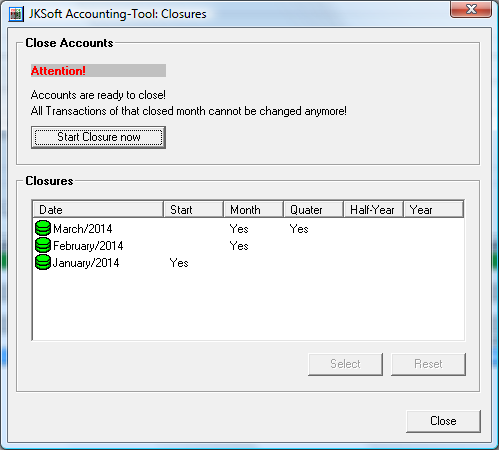 JKSoft Accounting-Tool: Closures
Close Accounts
Attention!
Accounts are ready to close!
All Transactions of that closed month cannot be changed anymore!
Start Closure now
Closures
Date Start Month Quater Half-Year Year
March/2014 Yes Yes
February/2014 Yes
January/2014 Yes
Select Reset
Close